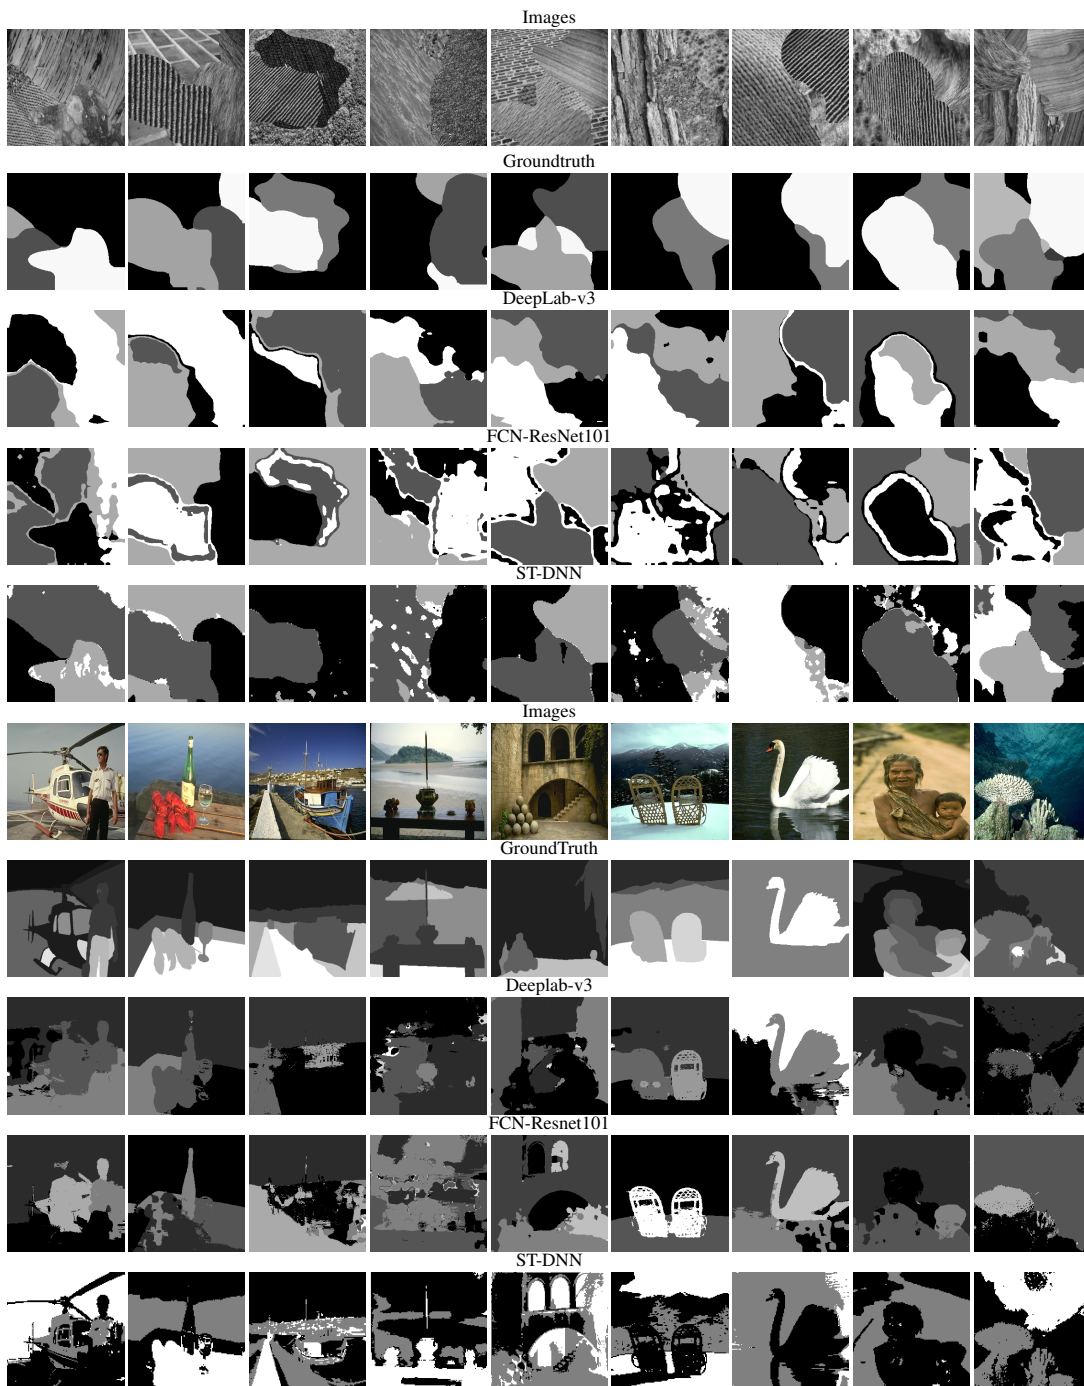 Images
Groundtruth
DeepLab-v3
FCN-ResNet101
ST-DNN
Images
GroundTruth
Deeplab-v3
FCN-Resnet101
ST-DNN